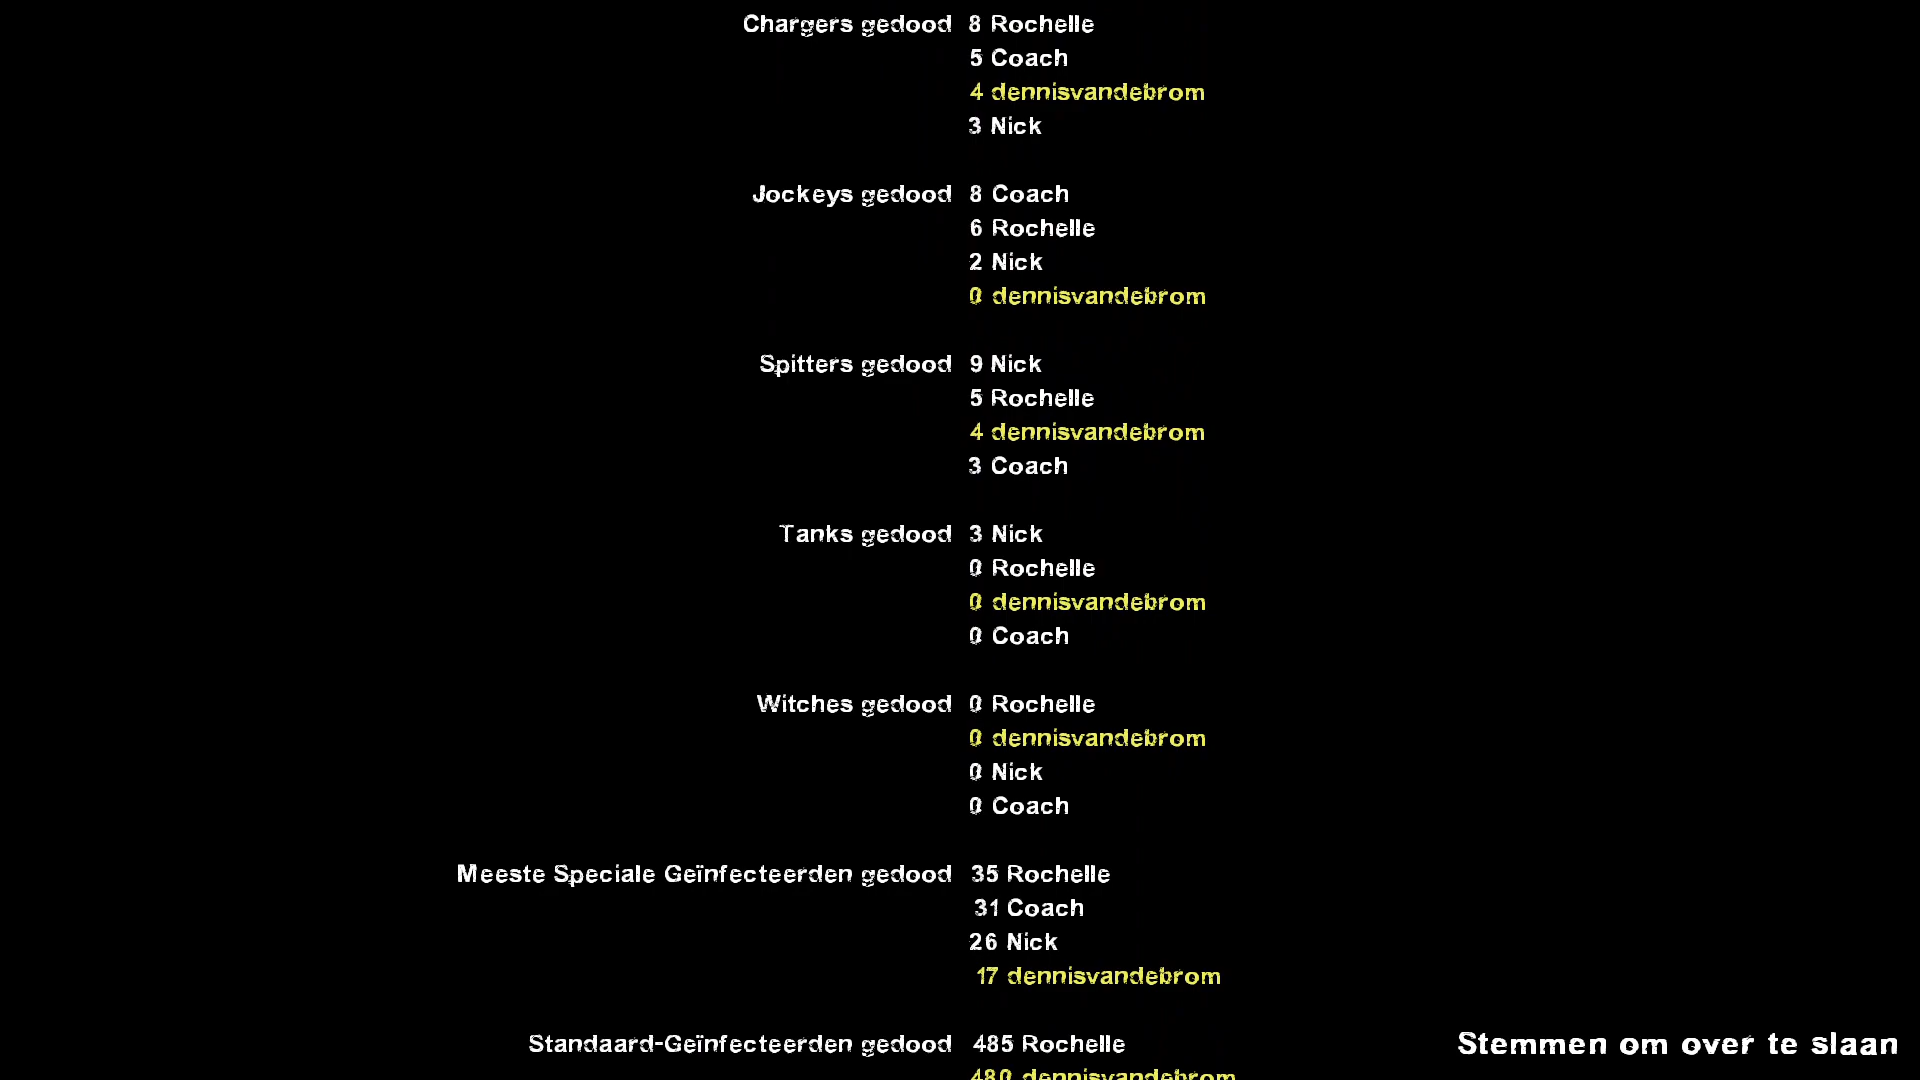 Chargers gedood 8 Rochelle
5 Coach
4 dennisvandebrom
3 Nick
Jockeys gedood 8 Coach
6 Rochelle
2 Nick
0 dennisvandebrom
Spitters gedood 9 Nick
5 Rochelle
4 dennisvandebrom
3 Coach
Tanks gedood 3 Nick
0 Rochelle
0 dennisvandebrom
0 Coach
Witches gedood 0 Rochelle
0 dennisvandebrom
0 Nick
0 Coach
Meeste Speciale Geïnfecteerden gedood 35 Rochelle
31 Coach
26 Nick
17 dennisvandebrom
Standaard-Geïnfecteerden gedood 485 Rochelle
480 dennisvandebrom
Stemmen om over te slaan